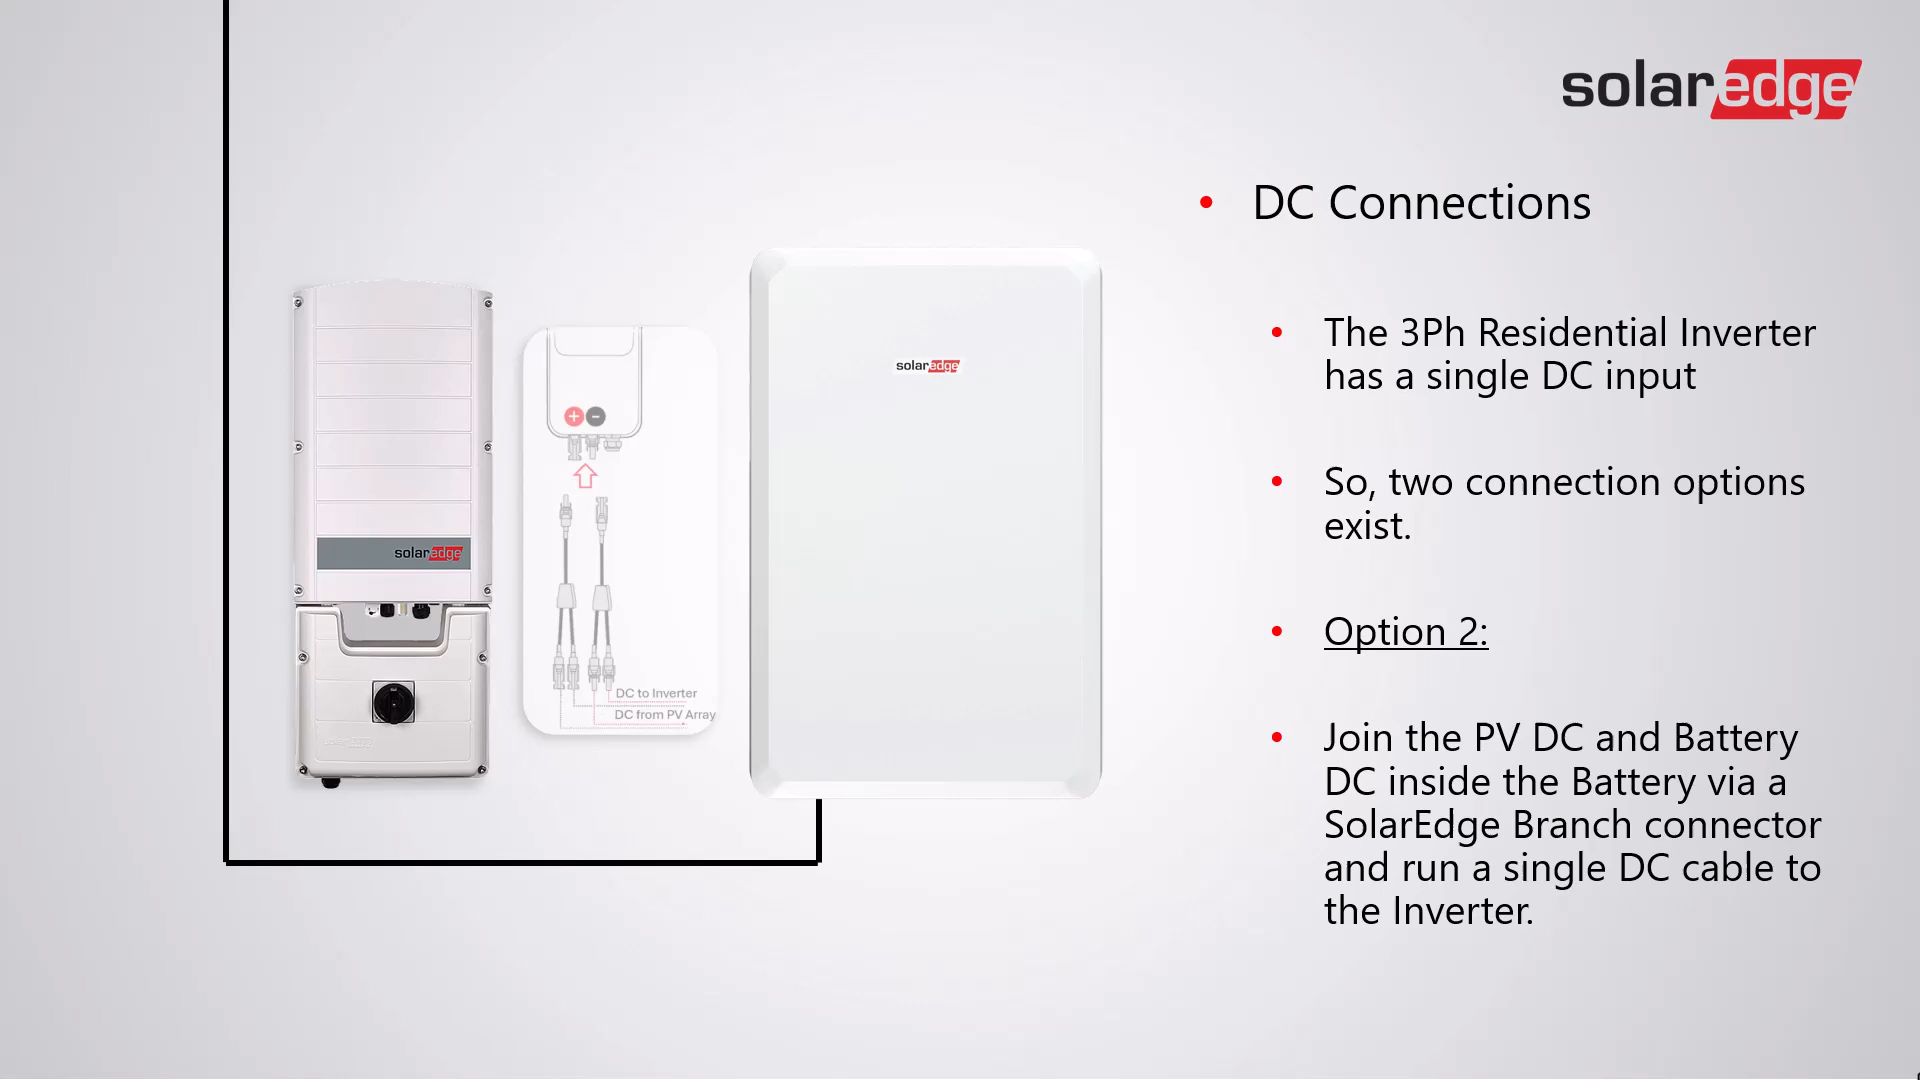 solaredge
DC Connections
The 3Ph Residential Inverter
has a single DC input
So, two connection options
exist.
Option 2:
Join the PV DC and Battery
DC inside the Battery via a
SolarEdge Branch connector
and run a single DC cable to
the Inverter.
solaredge
solaredge
DC to Inverter
DC from PV Array